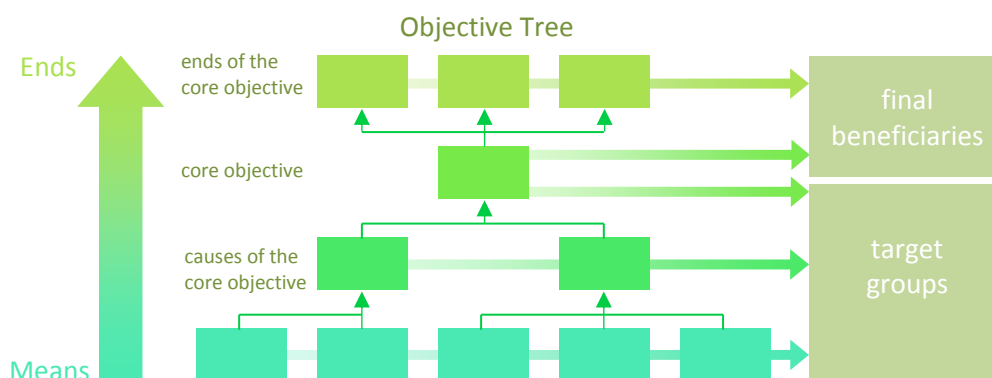 Objective Tree
Ends
ends of the
core objective
final
beneficiaries
core objective
causes of the
core objective
target
groups
Means